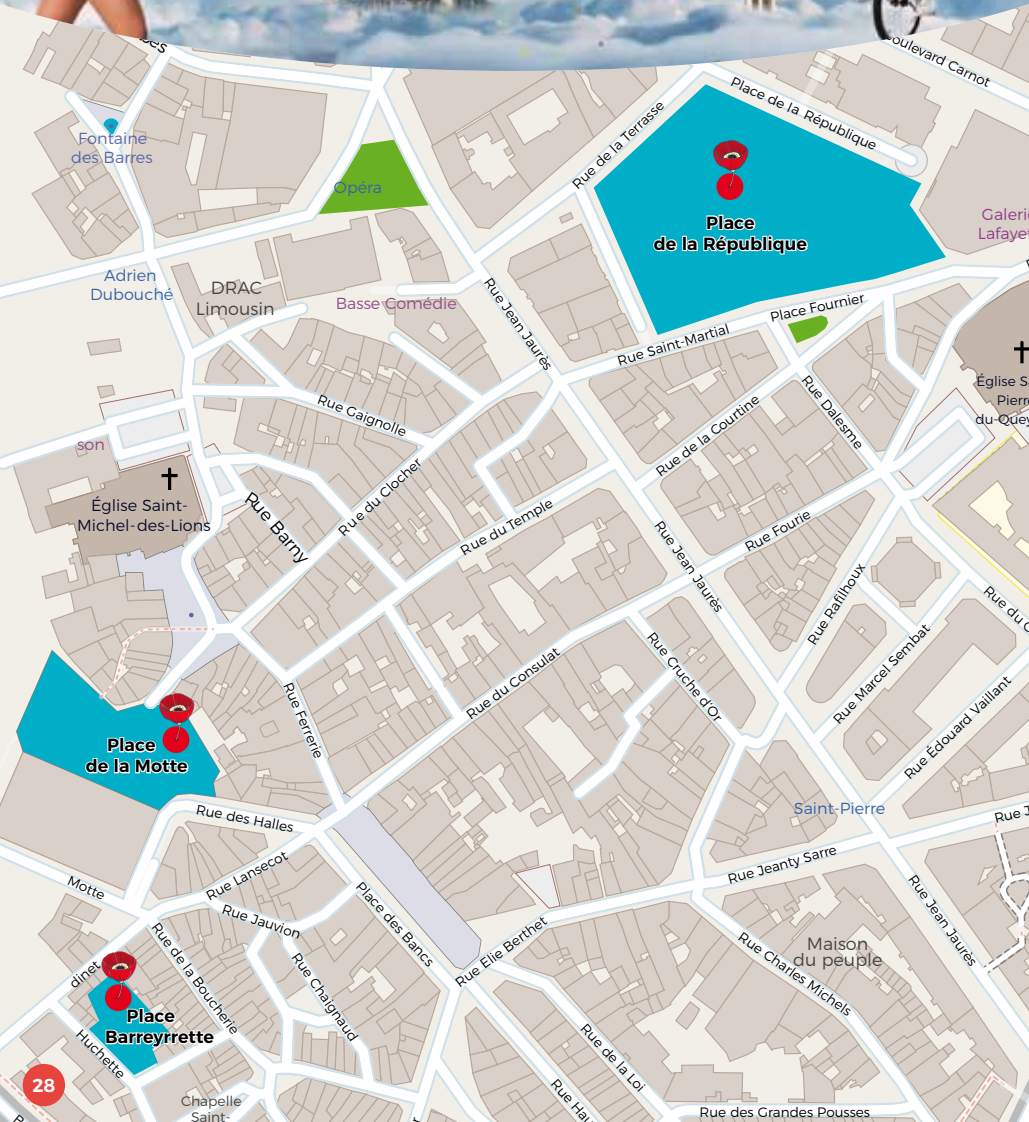 Boulevard Carnot
Place de la République
Rue de la Terrasse
Fontaine
des Barres
Opéra
Place
de la République
Galerie
Adrien
Dubouché
DRAC
Limousin
Basse Comédie
Rue Jean Jaurès
Place Fournier
Rue Saint-Martial
Église
Pierre
du-Quey
Rue Gaignolle
Rue de la Courtine
Rue Dalesme
son
Rue du Clocher
Église Saint-
Michel-des-Lions
Rue Barny
Rue du Temple
Rue Fourie
Rue Jean Jaurès
Rue Rafilhoux
Rue du
Rue Marcel Sembat
Rue Cruche d'Or
Rue du Consulat
Rue Ferrerie
Rue Édouard Vaillant
Place
de la Motte
Saint-Pierre
Rue des Halles
Rue J
Rue Lansecot
Rue Jeanty Sarre
Motte
Rue Jauvion
Place des Bancs
Rue Jean Jaurès
Rue Elie Berthet
Rue de la Boucherie
Maison
du peuple
Rue Charles Michels
dinet
Rue Chaignaud
Place
Barreyrrette
Huchette
Rue de la Loi
28
Chapelle
Saint-
Rue Hau
Rue des Grandes Pousses